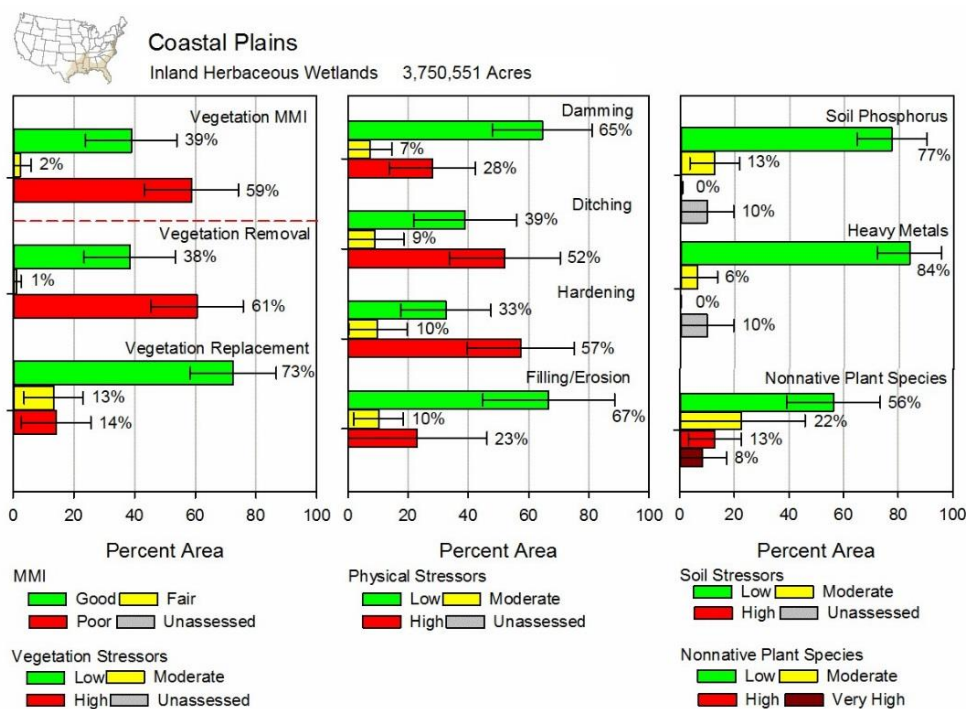 Coastal Plains
Inland Herbaceous Wetlands 3,750,551 Acres
Vegetation MMI
39%
2%
59%
Vegetation Removal
38%
1%
61%
Vegetation Replacement
73%
13%
14%
0 20 40 60 80 100
Percent Area
MMI
Good Fair
Poor Unassessed
Vegetation Stressors
Low Moderate
High Unassessed
Damming
65%
7%
28%
Ditching
39%
9%
52%
Hardening
33%
10%
57%
Filling/Erosion
67%
10%
23%
0 20 40 60 80 100
Percent Area
Physical Stressors
Low Moderate
High Unassessed
Soil Phosphorus
77%
13%
0%
10%
Heavy Metals
84%
6%
0%
10%
Nonnative Plant Species
56%
22%
13%
8%
0 20 40 60 80 100
Percent Area
Soil Stressors
Low Moderate
High Unassessed
Nonnative Plant Species
Low Moderate
High Very High